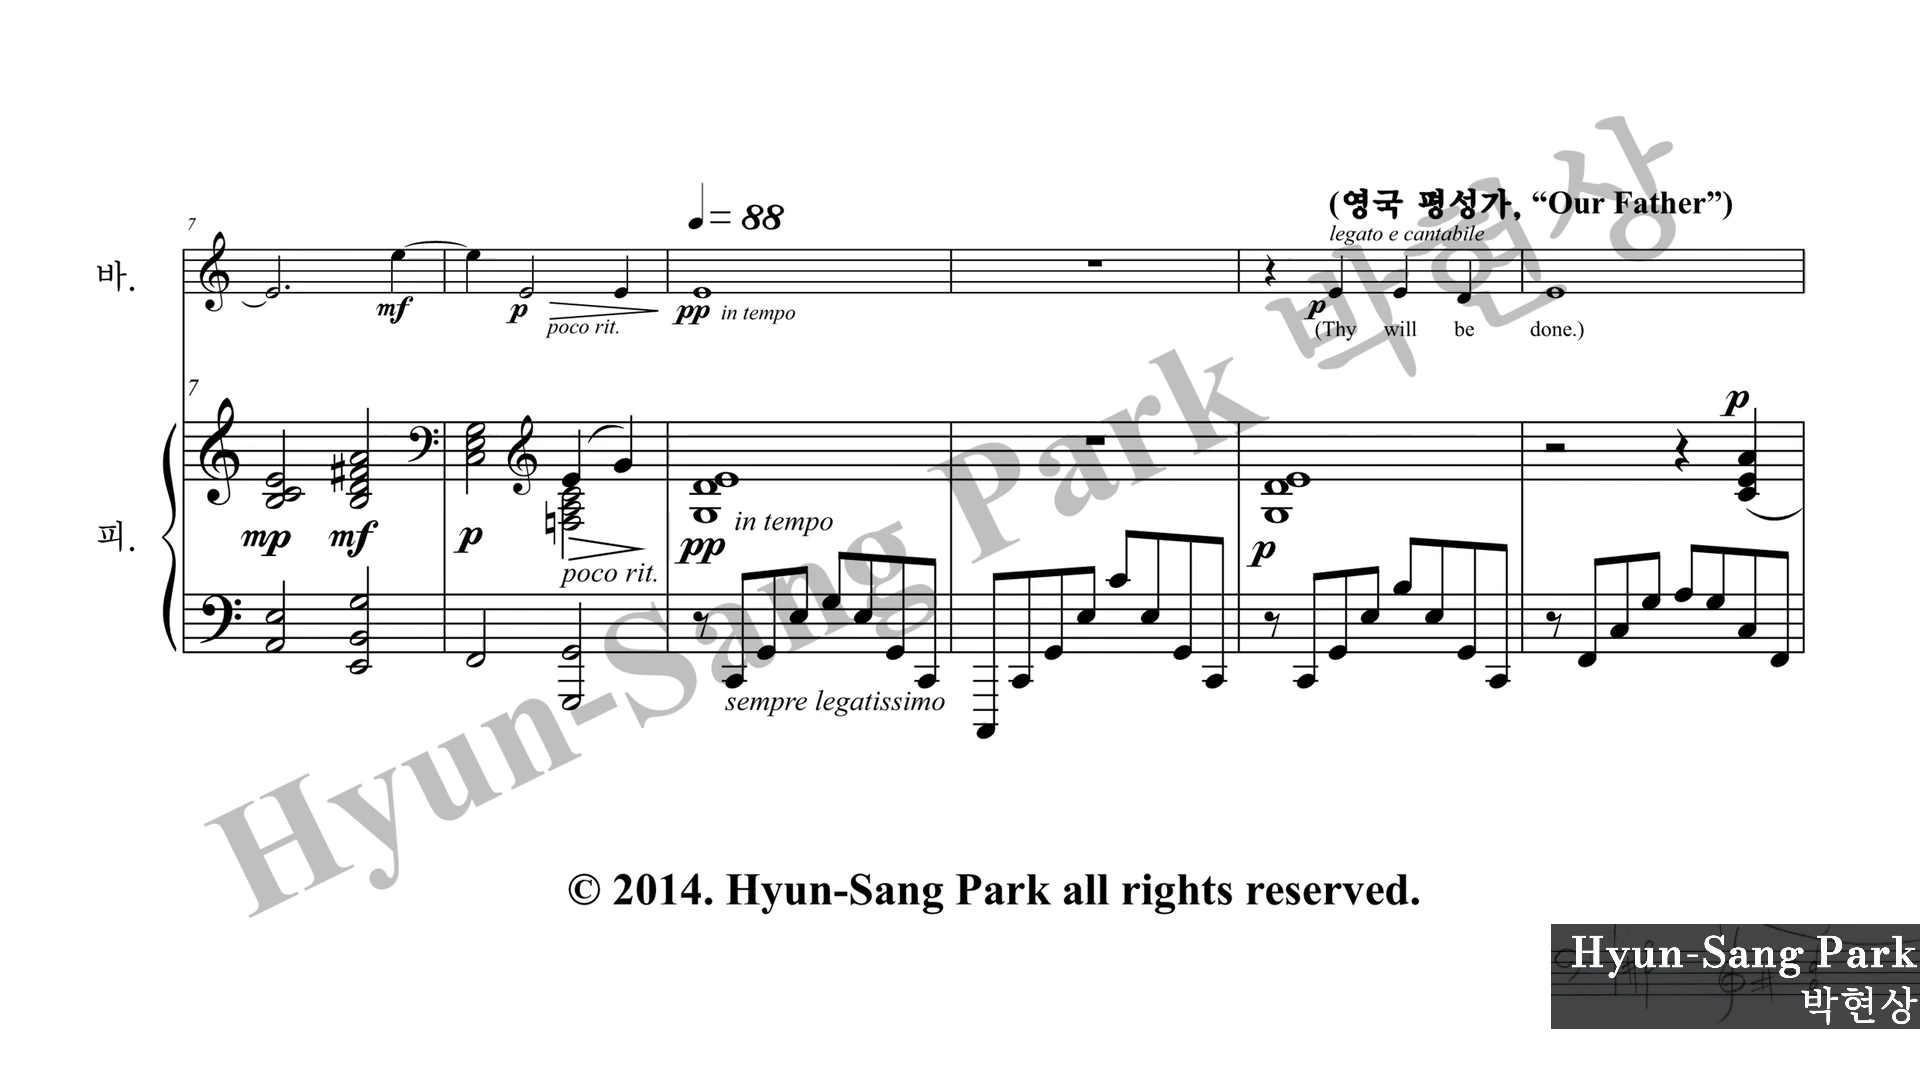 (영국 평성가, “Our Father”)
= 88
legato e cantabile
7
바.
mf
p
poco rit.
pp in tempo
p
(Thy will be done.)
7
p
피.
mp mf p
in tempo
pp
p
poco rit.
sempre legatissimo
Hyun-Sang Park 박현상
© 2014. Hyun-Sang Park all rights reserved.
Hyun-Sang Park
박현상